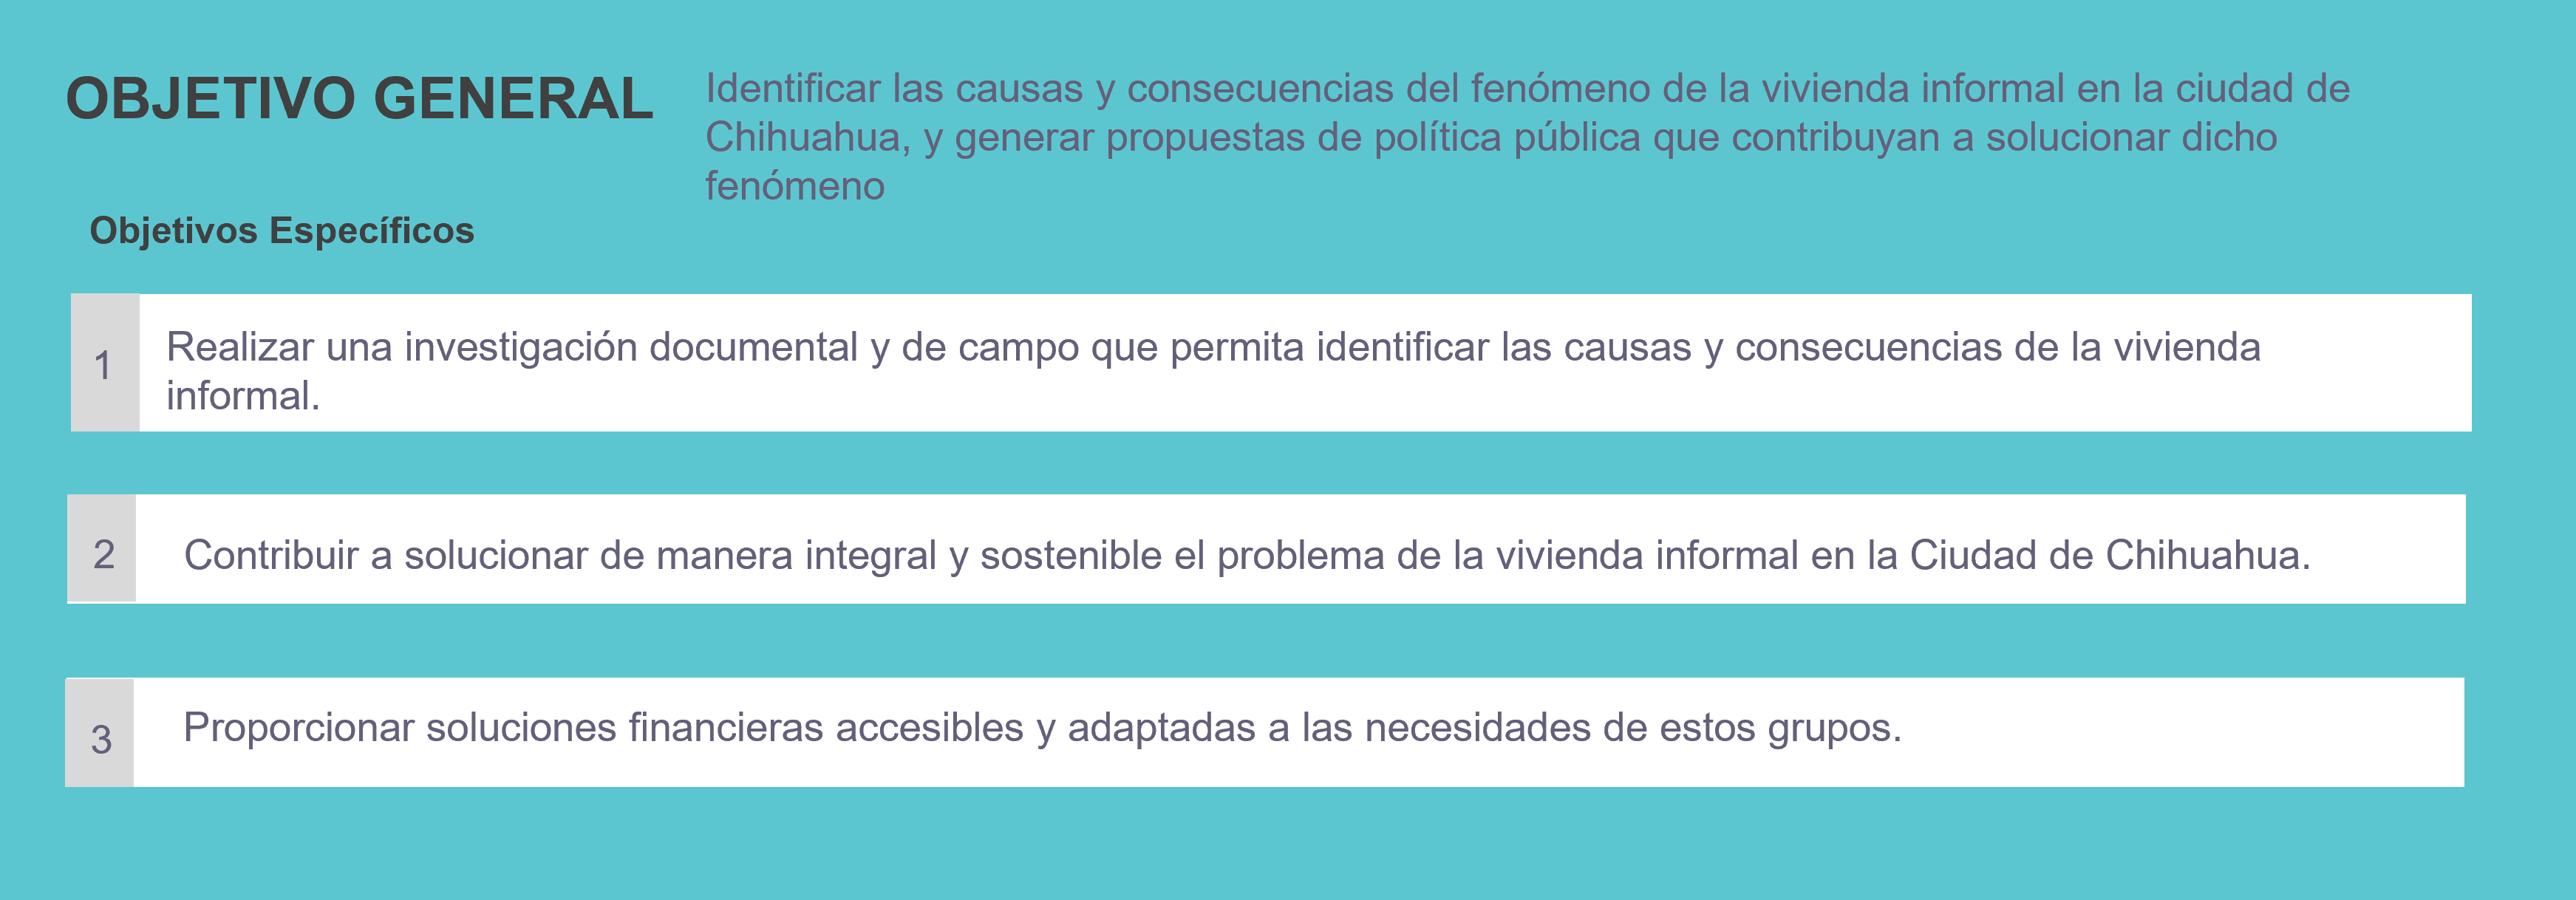 OBJETIVO GENERAL
Identificar las causas y consecuencias del fenómeno de la vivienda informal en la ciudad de
Chihuahua, y generar propuestas de política pública que contribuyan a solucionar dicho
fenómeno
Objetivos Específicos
1
Realizar una investigación documental y de campo que permita identificar las causas y consecuencias de la vivienda
informal.
2
Contribuir a solucionar de manera integral y sostenible el problema de la vivienda informal en la Ciudad de Chihuahua.
3
Proporcionar soluciones financieras accesibles y adaptadas a las necesidades de estos grupos.